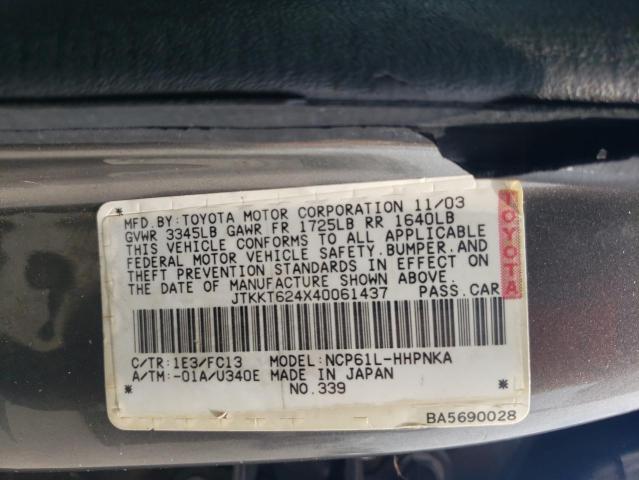 MFD.BY:TOYOTA MOTOR CORPORATION 11/03
GVWR 3345LB GAWR FR 1725LB RR 1640LB
THIS VEHICLE CONFORMS TO ALL APPLICABLE
FEDERAL MOTOR VEHICLE SAFETY,BUMPER,AND
THEFT PREVENTION STANDARDS IN EFFECT ON
THE DATE OF MANUFACTURE SHOWN ABOVE.
JTKKT624X40061437 PASS.CAR
TOYOTA
C/TR:1E3/FC13 MODEL:NCP61L-HHPNKA
A/TM:-01A/U340E MADE IN JAPAN
NO.339
BA5690028